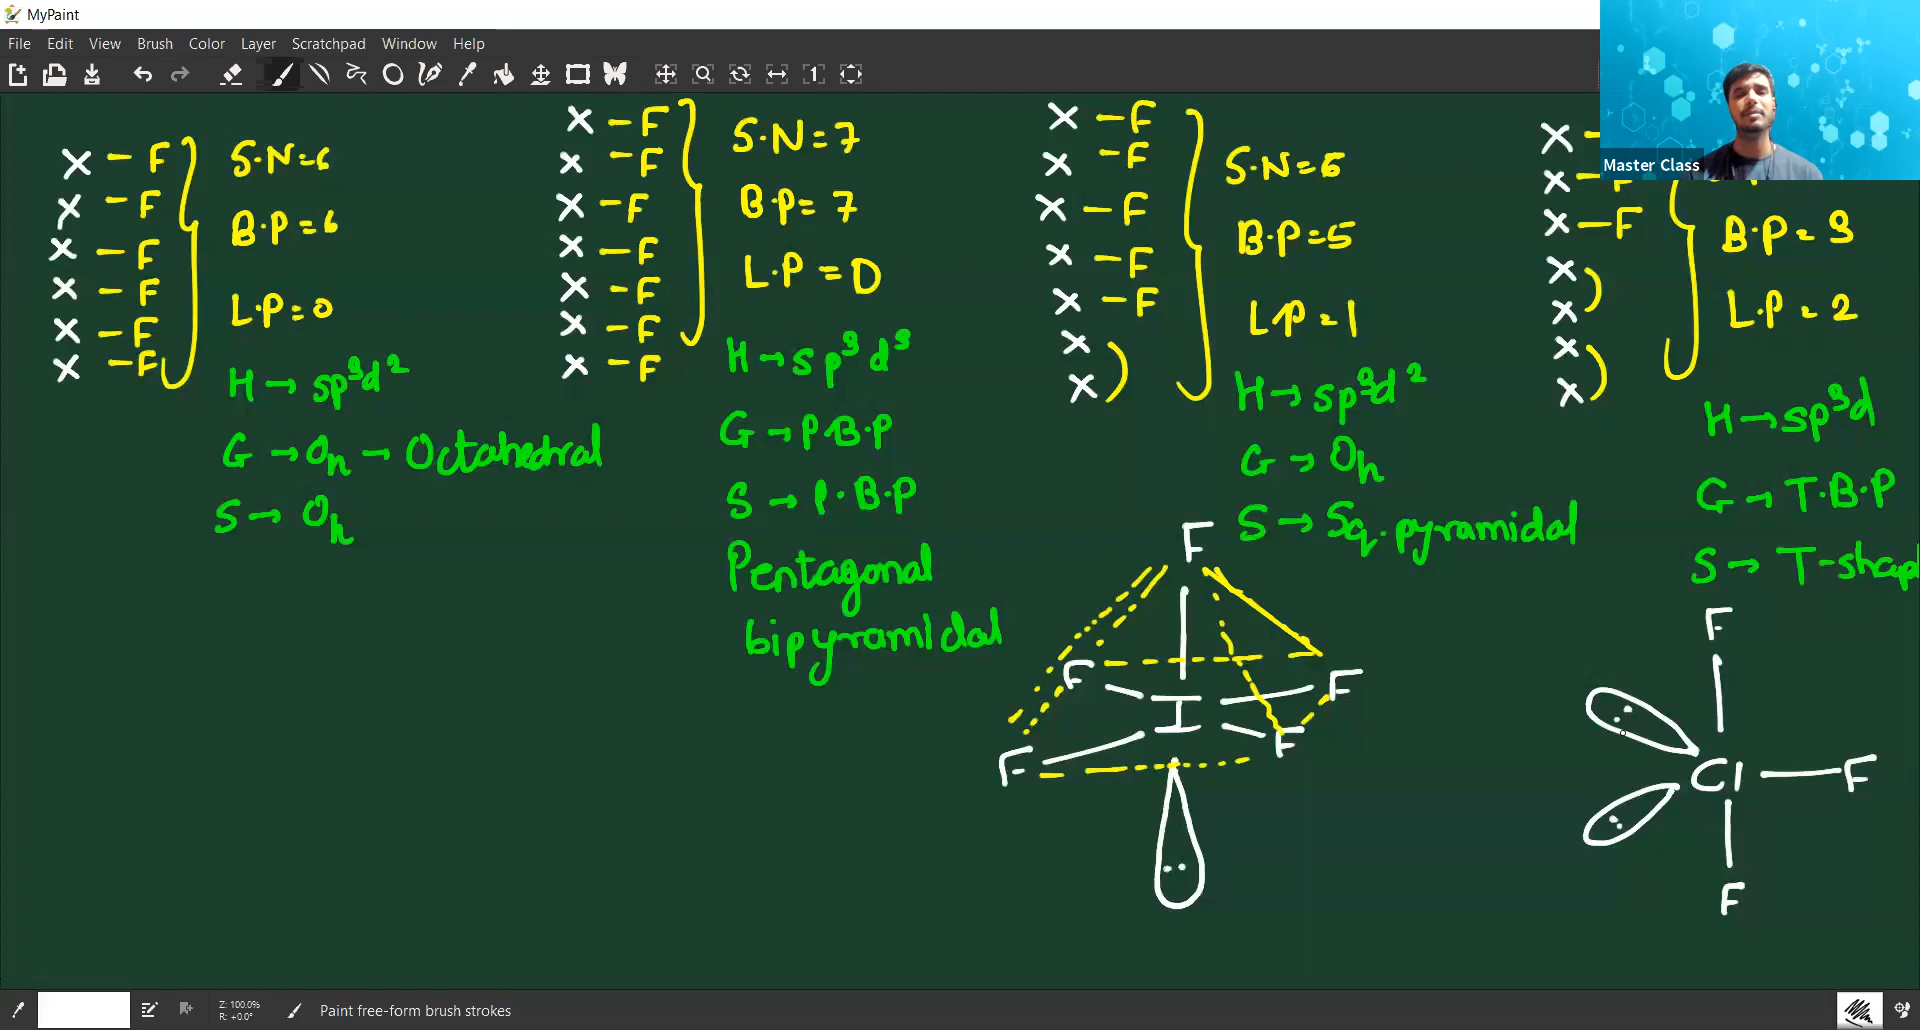 MyPaint
File Edit View Brush Color Layer Scratchpad Window Help
1
Master Class
X - F
X - F
X - F
X - F
X - F
X - F
S.N=6
B.P=6
L.P=0
H → sp³d²
G → Oh → Octahedral
S → Oh
X - F
X - F
X - F
X - F
X - F
X - F
X - F
S.N=7
B.P=7
L.P=0
H → sp³d³
G → P.B.P
S → P.B.P
Pentagonal
bipyramidal
X - F
X - F
X - F
X - F
X - F
X
X
S.N=6
B.P=5
L.P=1
H → sp³d²
G → Oh
S → Sq. pyramidal
F
F F
I
F F
X -
X - F
X - F
X
X
X
X
B.P=3
L.P=2
H → sp³d
G → T.B.P
S → T-shap
F
Cl F
F
Z: 100.0%
R: +0.0°
Paint free-form brush strokes